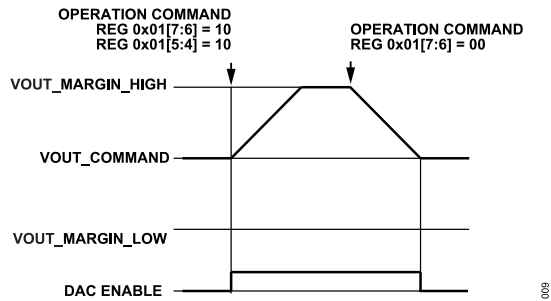 OPERATION COMMAND
REG 0x01[7:6] = 10
REG 0x01[5:4] = 10
OPERATION COMMAND
REG 0x01[7:6] = 00
VOUT_MARGIN_HIGH
VOUT_COMMAND
VOUT_MARGIN_LOW
DAC ENABLE
009